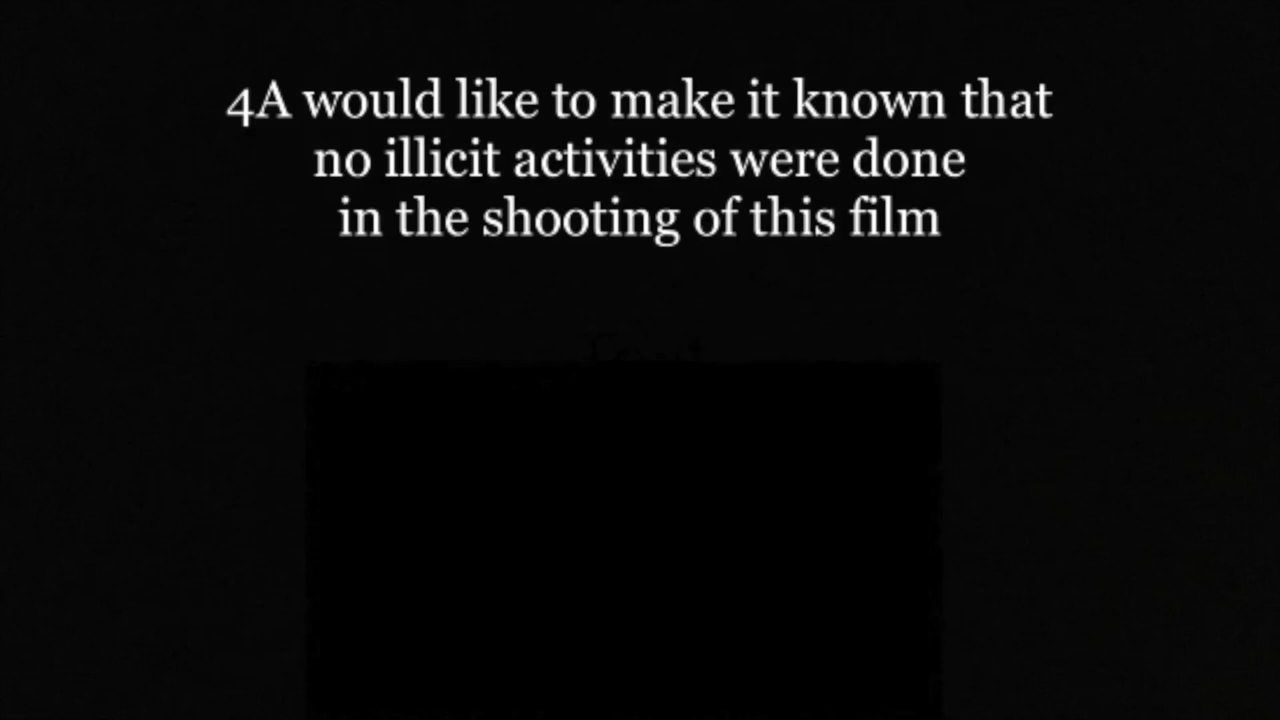 4A would like to make it known that
no illicit activities were done
in the shooting of this film